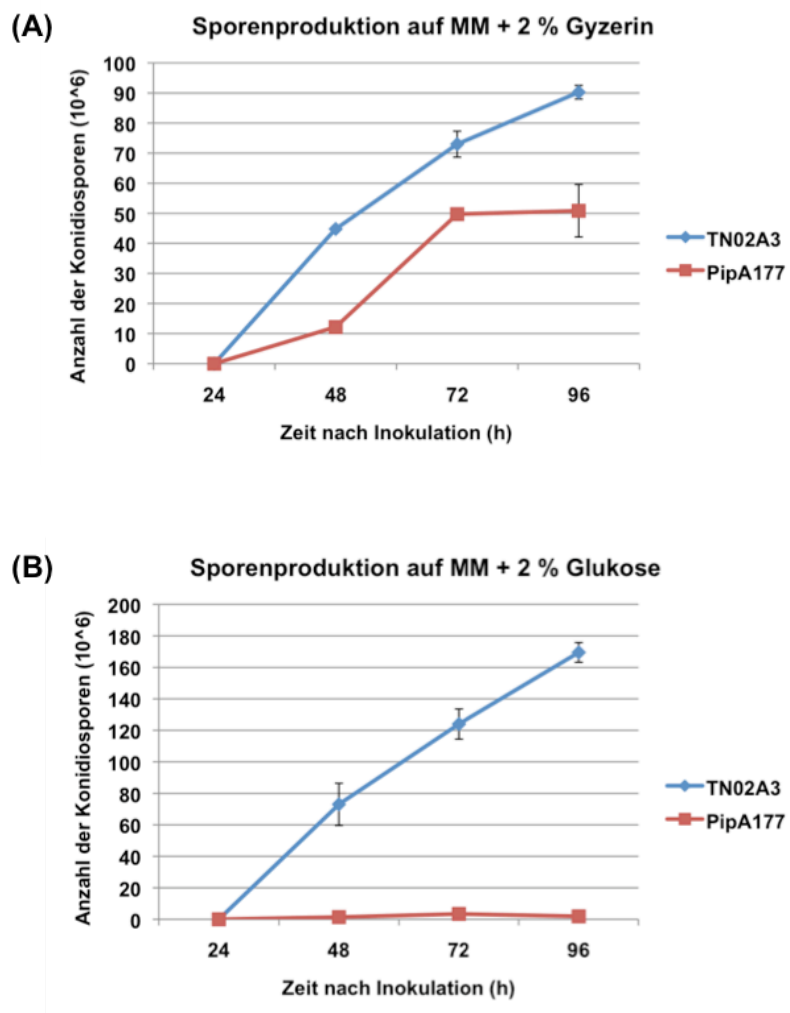 (A)
Sporenproduktion auf MM + 2 % Gyzerin
Anzahl der Konidiosporen (10^6)
100
90
80
70
60
50
40
30
20
10
0
24 48 72 96
Zeit nach Inokulation (h)
TN02A3
PipA177
(B)
Sporenproduktion auf MM + 2 % Glukose
Anzahl der Konidiosporen (10^6)
200
180
160
140
120
100
80
60
40
20
0
24 48 72 96
Zeit nach Inokulation (h)
TN02A3
PipA177